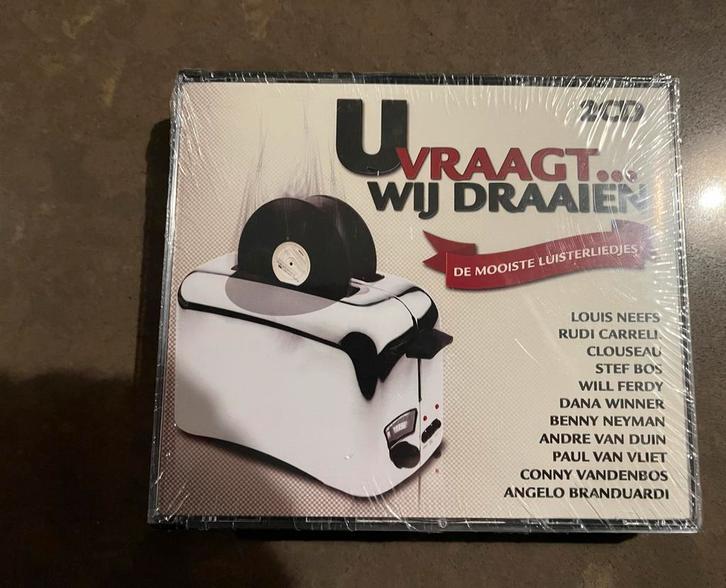 2CD
U VRAAGT...
WIJ DRAAIEN
DE MOOISTE LUISTERLIEDJES
LOUIS NEEFS
RUDI CARRELL
CLOUSEAU
STEF BOS
WILL FERDY
DANA WINNER
BENNY NEYMAN
ANDRE VAN DUIN
PAUL VAN VLIET
CONNY VANDENBOS
ANGELO BRANDUARDI